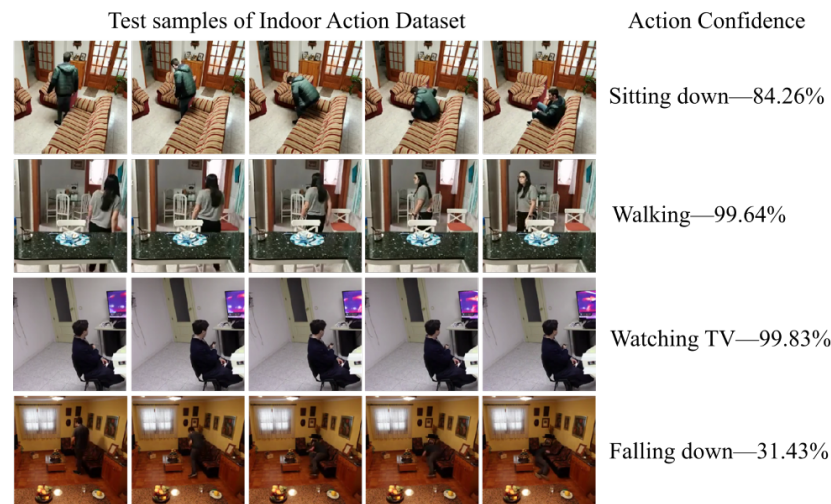 Test samples of Indoor Action Dataset
Action Confidence
Sitting down—84.26%
Walking—99.64%
Watching TV—99.83%
Falling down—31.43%